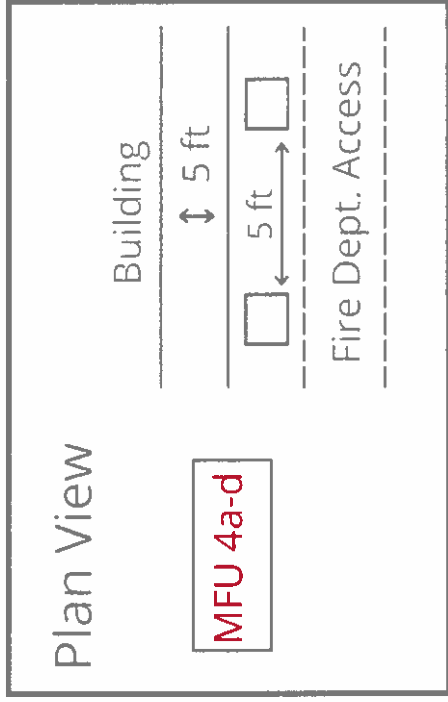 Plan View
MFU 4a-d
Building
5 ft
5 ft
Fire Dept. Access